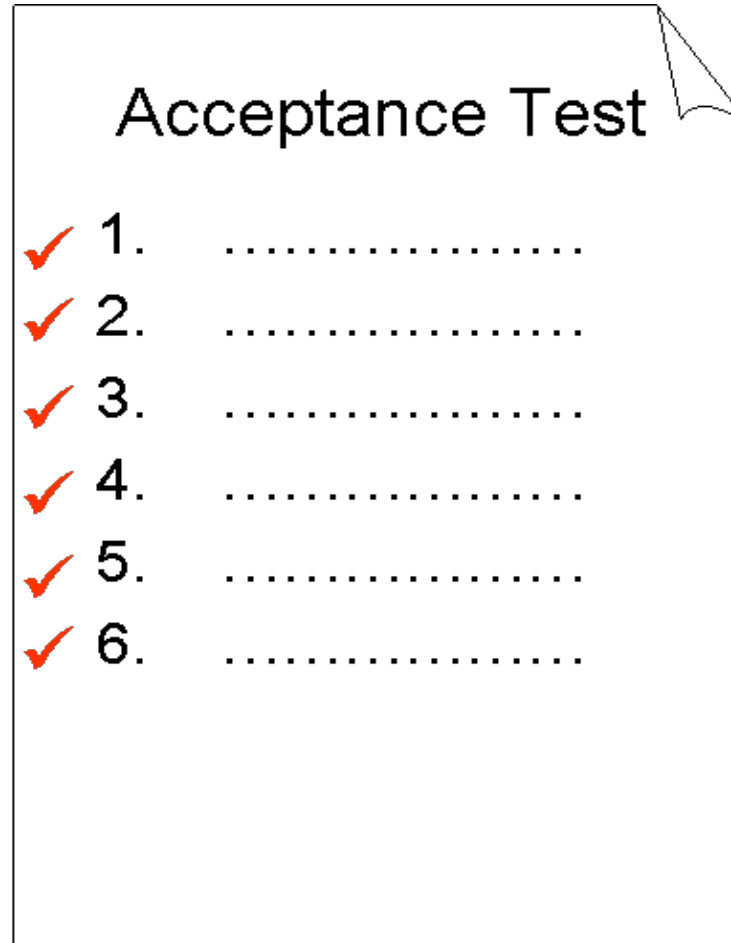 Acceptance Test
✓ 1. ..................
✓ 2. ..................
✓ 3. ..................
✓ 4. ..................
✓ 5. ..................
✓ 6. ..................